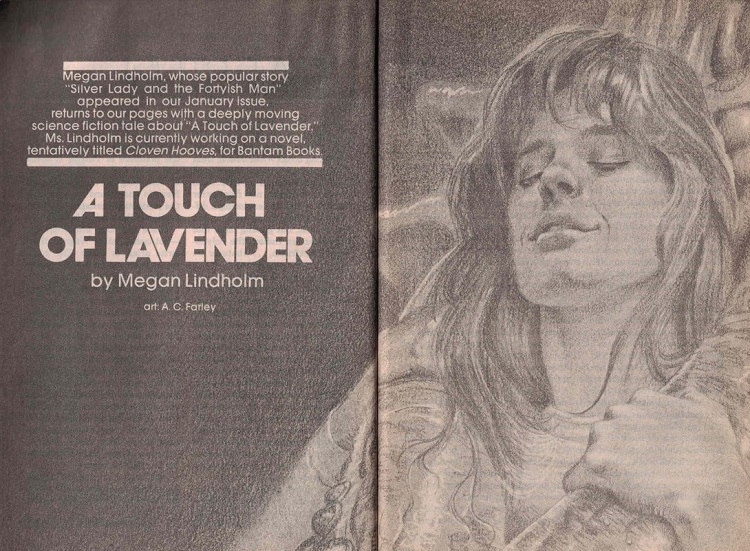 Megan Lindholm, whose popular story
"Silver Lady and the Fortyish Man"
appeared in our January issue,
returns to our pages with a deeply moving
science fiction tale about "A Touch of Lavender."
Ms. Lindholm is currently working on a novel,
tentatively titled Cloven Hooves, for Bantam Books.
A TOUCH
OF LAVENDER
by Megan Lindholm
art: A. C. Farley